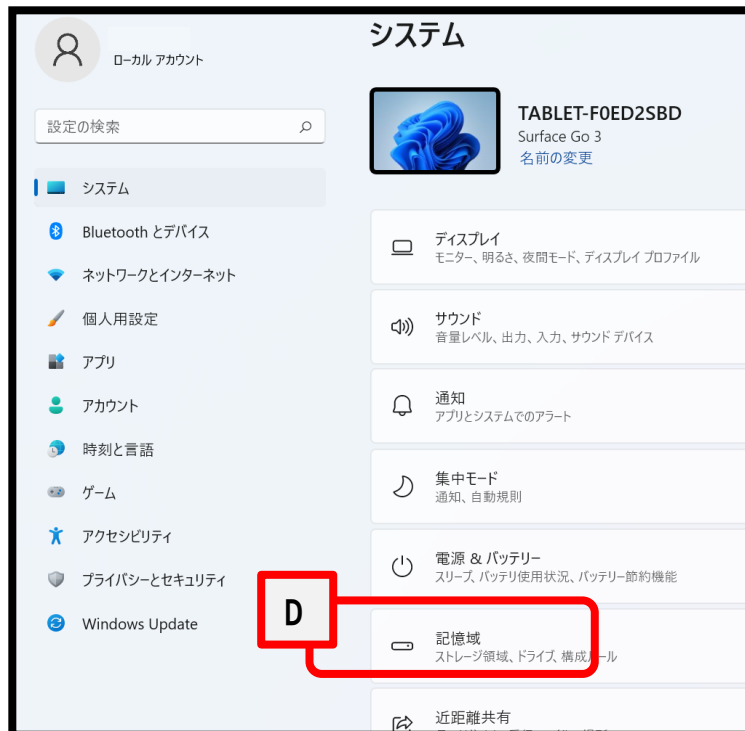 システム
ローカル アカウント
TABLET-F0ED2SBD
Surface Go 3
名前の変更
設定の検索
システム
Bluetooth とデバイス
ネットワークとインターネット
個人用設定
アプリ
アカウント
時刻と言語
ゲーム
アクセシビリティ
プライバシーとセキュリティ
Windows Update
ディスプレイ
モニター、明るさ、夜間モード、ディスプレイ プロファイル
サウンド
音量レベル、出力、入力、サウンド デバイス
通知
アプリとシステムでのアラート
集中モード
通知、自動規則
電源 & バッテリー
スリープ、バッテリ使用状況、バッテリー節約機能
D
記憶域
ストレージ領域、ドライブ、構成ルール
近距離共有